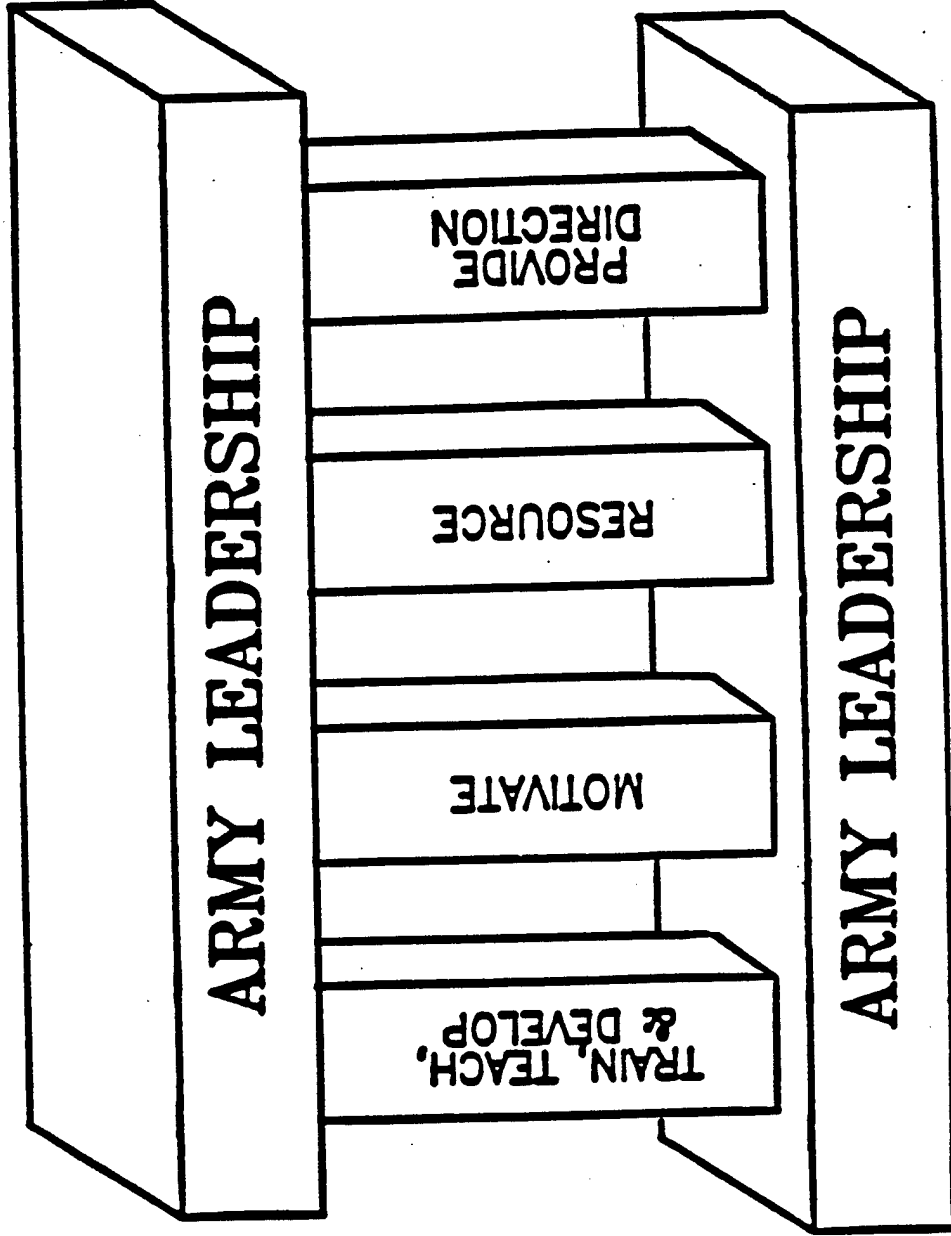 ARMY LEADERSHIP
TRAIN, TEACH,
& DEVELOP
MOTIVATE
RESOURCE
PROVIDE
DIRECTION
ARMY LEADERSHIP